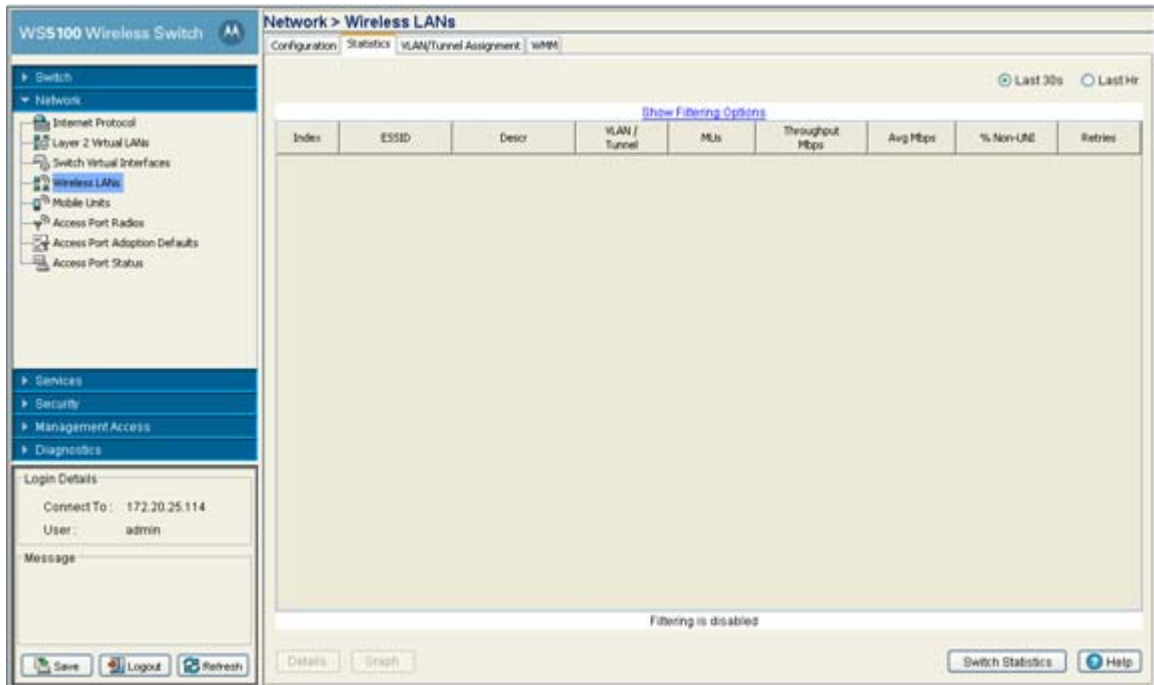 WS5100 Wireless Switch
Network > Wireless LANs
Configuration Statistics VLAN/Tunnel Assignment WMM
Switch
Network
Internet Protocol
Layer 2 Virtual LANs
Switch Virtual Interfaces
Wireless LANs
Mobile Units
Access Port Radios
Access Port Adoption Defaults
Access Port Status
Services
Security
Management Access
Diagnostics
Login Details
Connect To : 172.20.25.114
User : admin
Message
Save Logout Refresh
Last 30s Last Hr
Show Filtering Options
Index ESSID Descr VLAN / Tunnel MUs Throughput Mbps Avg Mbps % Non-UNI Retries
Filtering is disabled
Details Graph Switch Statistics Help